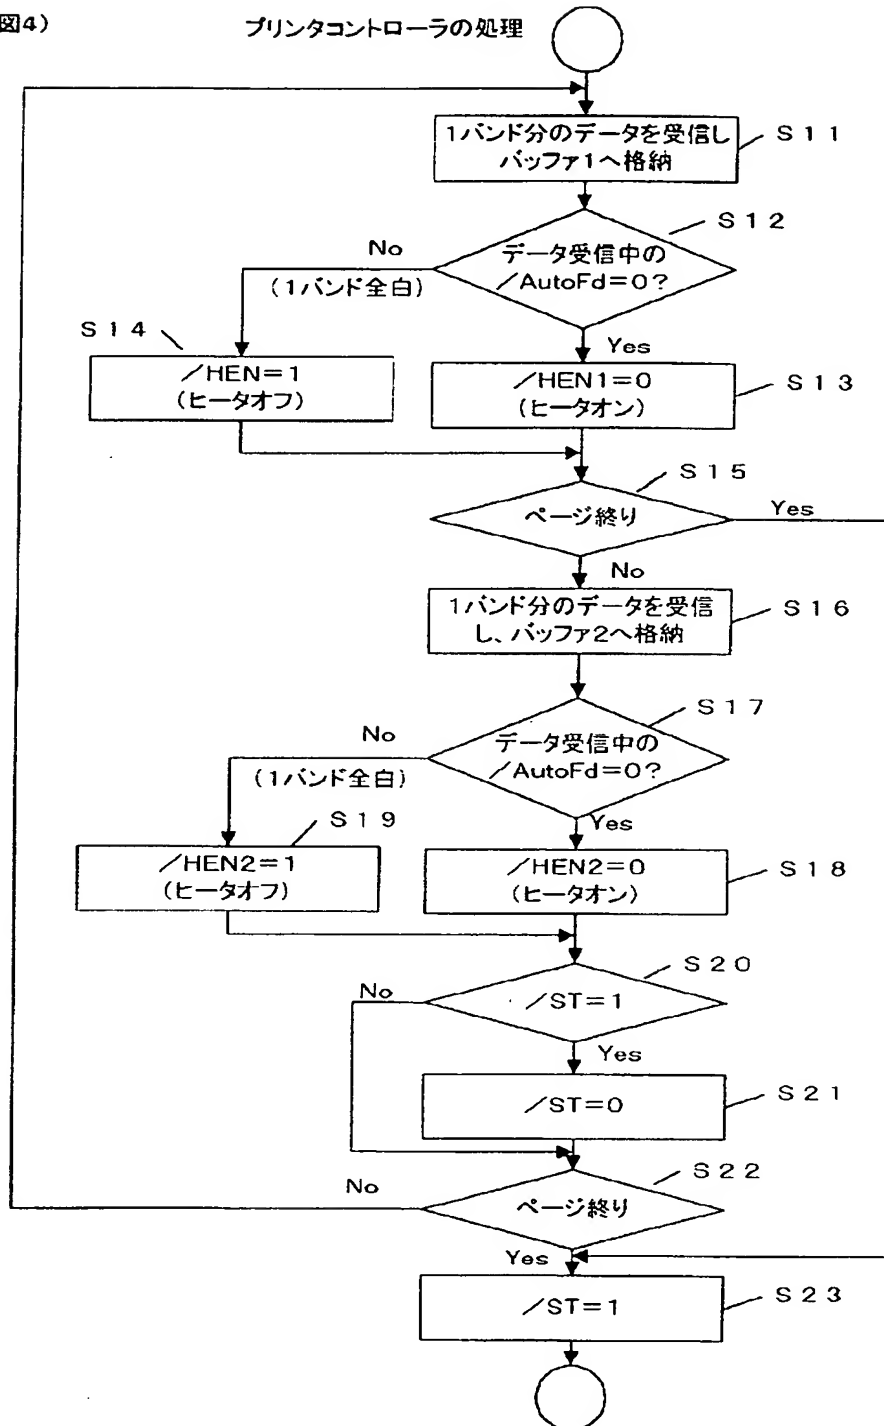 図4)
プリンタコントローラの処理
1バンド分のデータを受信し
バッファ1へ格納
S11
S12
データ受信中の
/AutoFd=0?
No
(1バンド全白)
S14
/HEN=1
(ヒータオフ)
Yes
/HEN1=0
(ヒータオン)
S13
S15
ページ終り
Yes
No
1バンド分のデータを受信
し、バッファ2へ格納
S16
S17
データ受信中の
/AutoFd=0?
No
(1バンド全白)
S19
/HEN2=1
(ヒータオフ)
Yes
/HEN2=0
(ヒータオン)
S18
S20
/ST=1
No
Yes
/ST=0
S21
S22
ページ終り
No
Yes
/ST=1
S23